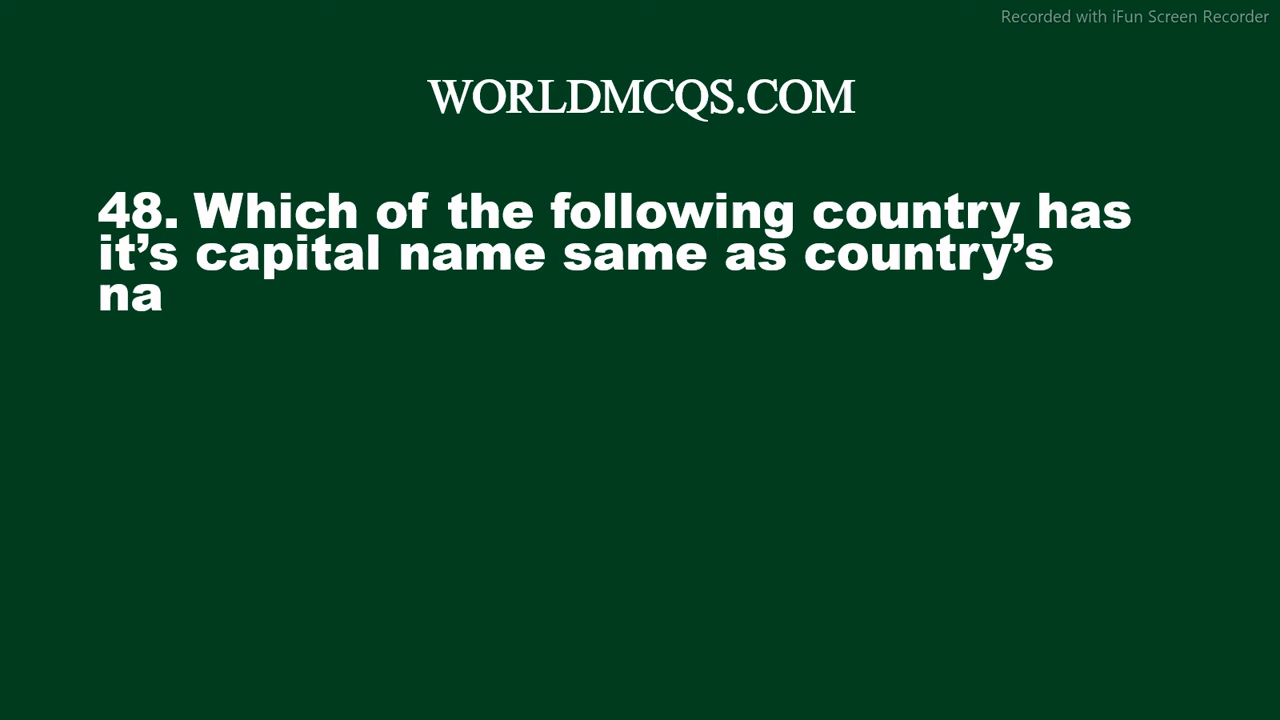 Recorded with iFun Screen Recorder
WORLDMCQS.COM
48. Which of the following country has
it’s capital name same as country’s
na